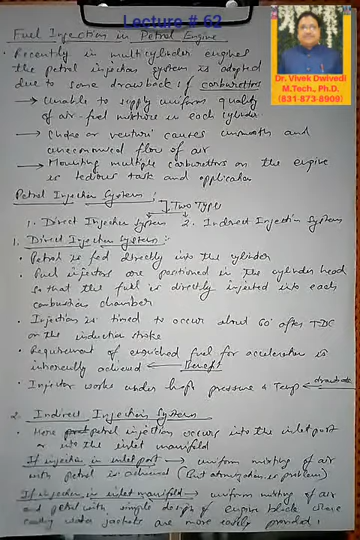 Lecture # 62
Fuel Injection in Petrol Engine
Dr. Vivek Dwivedi
M.Tech., Ph.D.
(831-873-8909)
• Recently in multicylinder engines
the petrol injection system is adopted
due to some drawback of carburettors
→ Unable to supply uniform quality
of air-fuel mixture in each cylinder
→ Choke or venturi causes unsmooth and
uneconomical flow of air
→ Mounting multiple carburettors on the engine
is tedious task and application
Petrol Injection System :
Two Type
1. Direct Injection System 2. Indirect Injection System
1. Direct Injection System :-
• Petrol is fed directly into the cylinder
• Fuel injectors are positioned in the cylinder head
so that the fuel is directly injected into each
combustion chamber
• Injection is timed to occur about 60° after TDC
on the induction stroke
• Requirement of enriched fuel for acceleration is
inherently achieved ← Benefit
• Injector works under high pressure & Temp ← drawback
2. Indirect Injection System
• Here petrol injection occurs into the inlet port
or into the inlet manifold
If injection in inlet port → uniform mixing of air
with petrol is achieved (but atomization is problem)
If injection in inlet manifold → uniform mixing of air
and petrol with simple design of engine block since
water jackets are more easily provided.